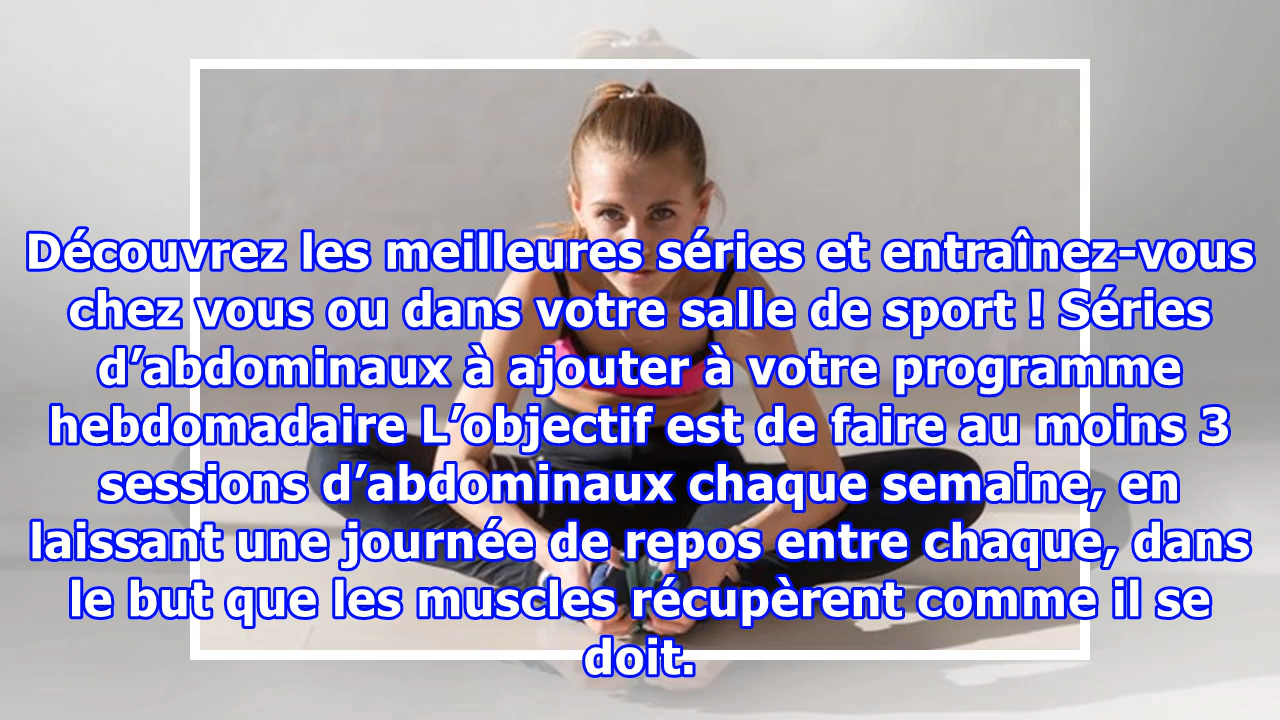 Découvrez les meilleures séries et entraînez-vous
chez vous ou dans votre salle de sport ! Séries
d’abdominaux à ajouter à votre programme
hebdomadaire L’objectif est de faire au moins 3
sessions d’abdominaux chaque semaine, en
laissant une journée de repos entre chaque, dans
le but que les muscles récupèrent comme il se
doit.